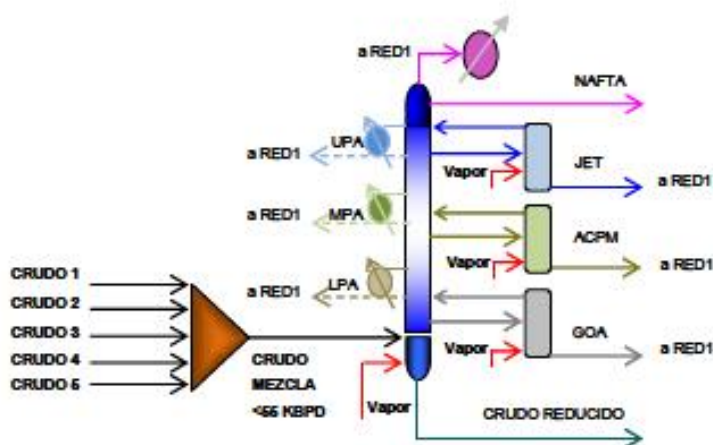 a RED1
NAFTA
UPA
a RED1
Vapor
JET
a RED1
MPA
a RED1
ACPM
Vapor
a RED1
LPA
a RED1
GOA
Vapor
a RED1
CRUDO 1
CRUDO 2
CRUDO 3
CRUDO 4
CRUDO 5
CRUDO
MEZCLA
<55 KBPD
Vapor
CRUDO REDUCIDO